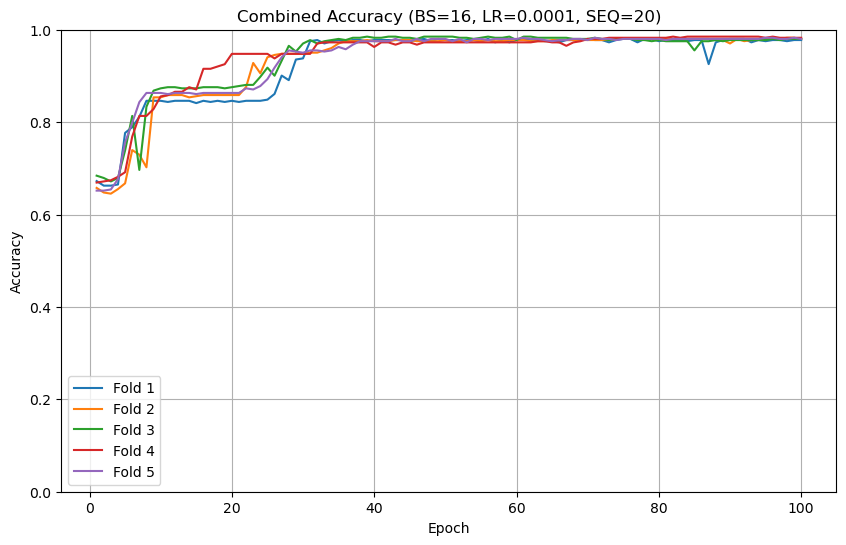 Combined Accuracy (BS=16, LR=0.0001, SEQ=20)
1.0
0.8
0.6
0.4
0.2
0.0
Accuracy
Fold 1
Fold 2
Fold 3
Fold 4
Fold 5
0 20 40 60 80 100
Epoch